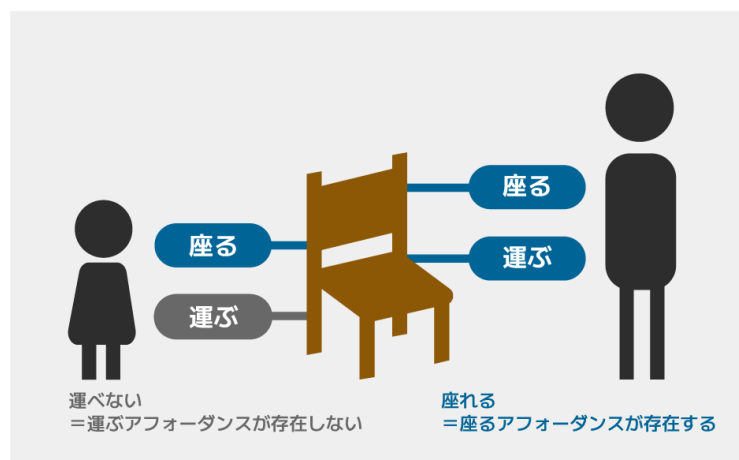 座る
運ぶ
座る
運ぶ
運べない
＝運ぶアフォーダンスが存在しない
座れる
＝座るアフォーダンスが存在する